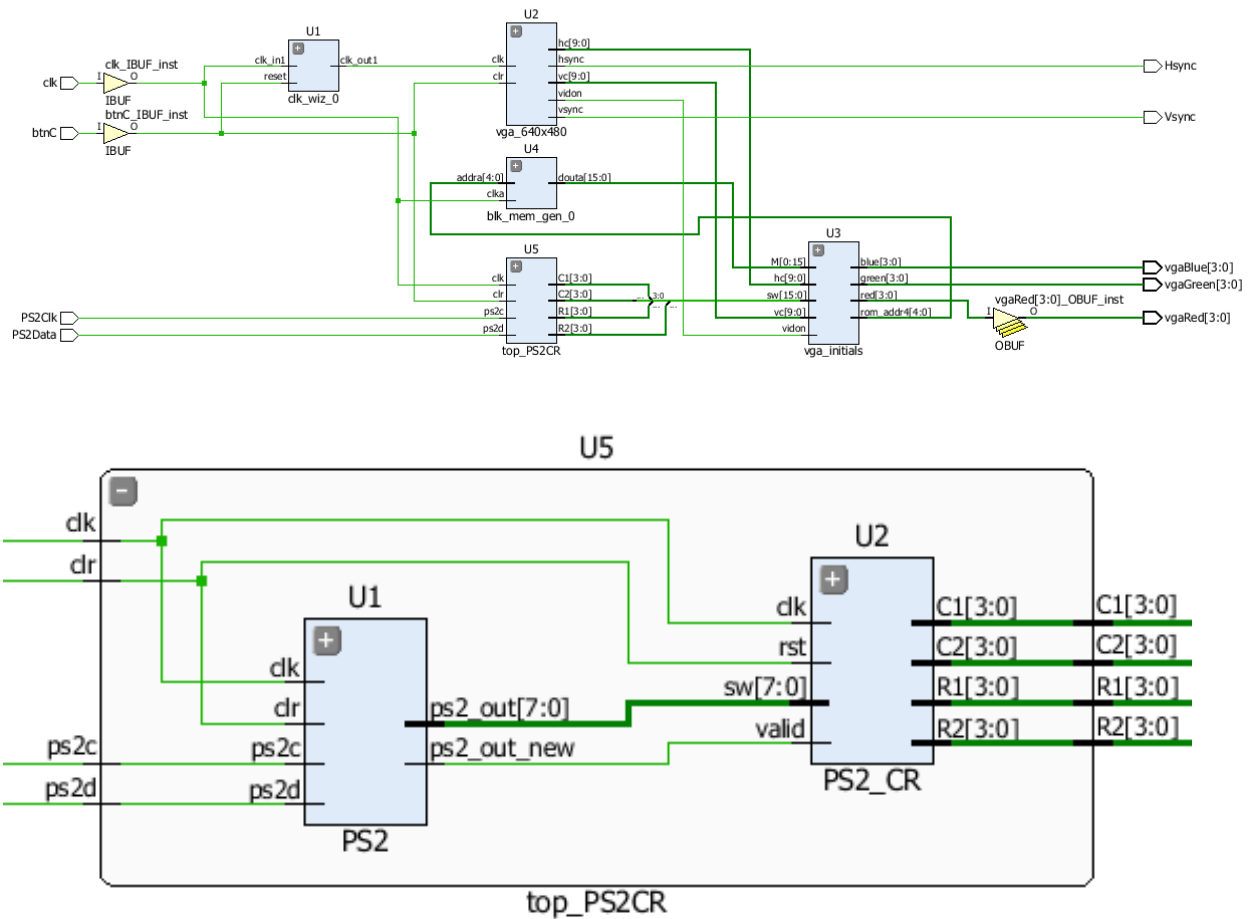 U1
clk_in1
reset
clk_out1
clk_wiz_0
clk
I
clk_IBUF_inst
O
IBUF
btnC
I
btnC_IBUF_inst
O
IBUF
U2
clk
clr
hc[9:0]
hsync
vc[9:0]
vidon
vsync
vga_640x480
Hsync
Vsync
U4
addra[4:0]
clka
douta[15:0]
blk_mem_gen_0
U5
clk
clr
ps2c
ps2d
C1[3:0]
C2[3:0]
R1[3:0]
R2[3:0]
top_PS2CR
PS2Clk
PS2Data
... 3:0
...
...
U3
M[0:15]
hc[9:0]
sw[15:0]
vc[9:0]
vidon
blue[3:0]
green[3:0]
red[3:0]
rom_addr4[4:0]
vga_initials
vgaRed[3:0]_OBUF_inst
I
O
OBUF
vgaBlue[3:0]
vgaGreen[3:0]
vgaRed[3:0]
U5
clk
clr
ps2c
ps2d
U1
clk
clr
ps2c
ps2d
ps2_out[7:0]
ps2_out_new
PS2
U2
clk
rst
sw[7:0]
valid
C1[3:0]
C2[3:0]
R1[3:0]
R2[3:0]
PS2_CR
C1[3:0]
C2[3:0]
R1[3:0]
R2[3:0]
top_PS2CR